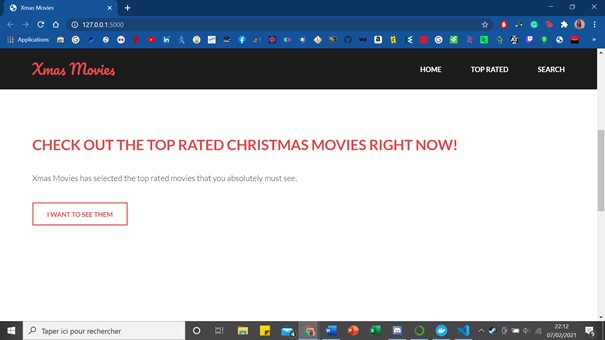 Xmas Movies
127.0.0.1:5000
Applications
Xmas Movies
HOME
TOP RATED
SEARCH
CHECK OUT THE TOP RATED CHRISTMAS MOVIES RIGHT NOW!
Xmas Movies has selected the top rated movies that you absolutely must see.
I WANT TO SEE THEM
Taper ici pour rechercher
22:12
07/02/2021